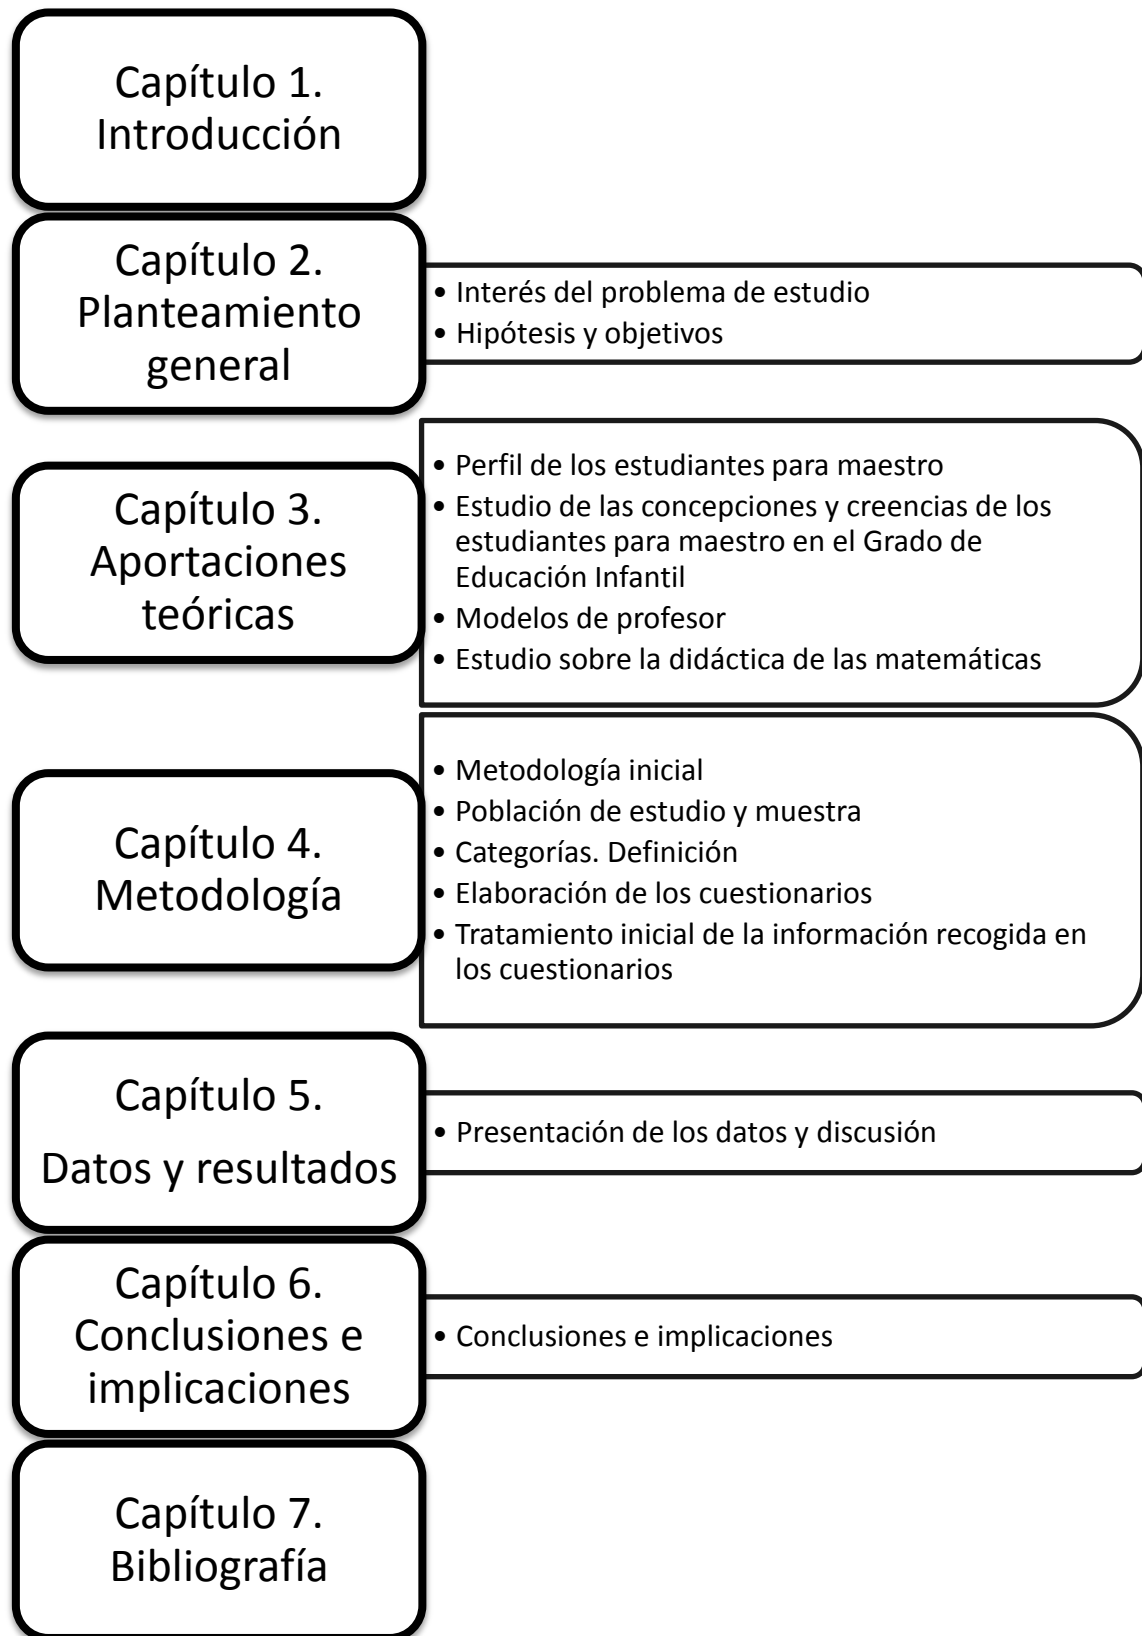 Capítulo 1.
Introducción
Capítulo 2.
Planteamiento
general
• Interés del problema de estudio
• Hipótesis y objetivos
Capítulo 3.
Aportaciones
teóricas
• Perfil de los estudiantes para maestro
• Estudio de las concepciones y creencias de los
estudiantes para maestro en el Grado de
Educación Infantil
• Modelos de profesor
• Estudio sobre la didáctica de las matemáticas
Capítulo 4.
Metodología
• Metodología inicial
• Población de estudio y muestra
• Categorías. Definición
• Elaboración de los cuestionarios
• Tratamiento inicial de la información recogida en
los cuestionarios
Capítulo 5.
Datos y resultados
• Presentación de los datos y discusión
Capítulo 6.
Conclusiones e
implicaciones
• Conclusiones e implicaciones
Capítulo 7.
Bibliografía